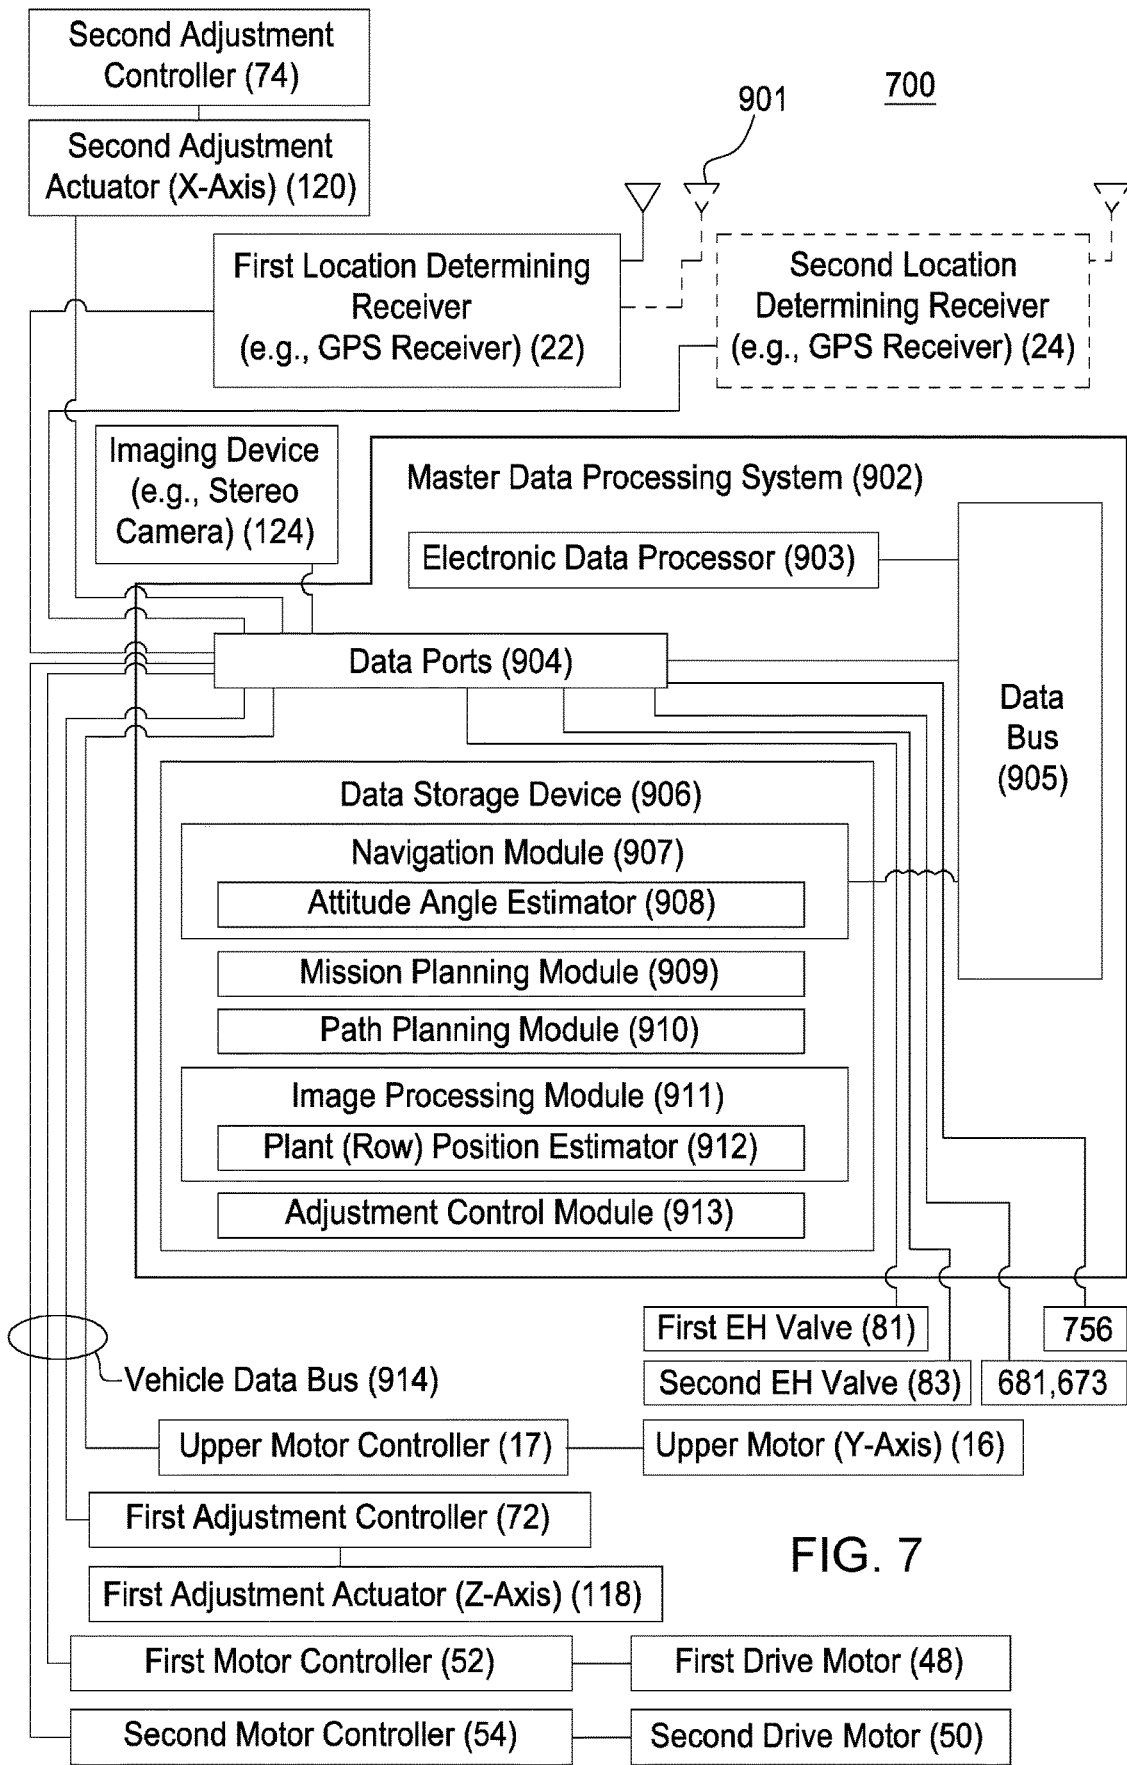 Second Adjustment
Controller (74)
901
700
Second Adjustment
Actuator (X-Axis) (120)
First Location Determining
Receiver
(e.g., GPS Receiver) (22)
Second Location
Determining Receiver
(e.g., GPS Receiver) (24)
Imaging Device
(e.g., Stereo
Camera) (124)
Master Data Processing System (902)
Electronic Data Processor (903)
Data Ports (904)
Data
Bus
(905)
Data Storage Device (906)
Navigation Module (907)
Attitude Angle Estimator (908)
Mission Planning Module (909)
Path Planning Module (910)
Image Processing Module (911)
Plant (Row) Position Estimator (912)
Adjustment Control Module (913)
First EH Valve (81)
756
Vehicle Data Bus (914)
Second EH Valve (83)
681,673
Upper Motor Controller (17)
Upper Motor (Y-Axis) (16)
First Adjustment Controller (72)
FIG. 7
First Adjustment Actuator (Z-Axis) (118)
First Motor Controller (52)
First Drive Motor (48)
Second Motor Controller (54)
Second Drive Motor (50)